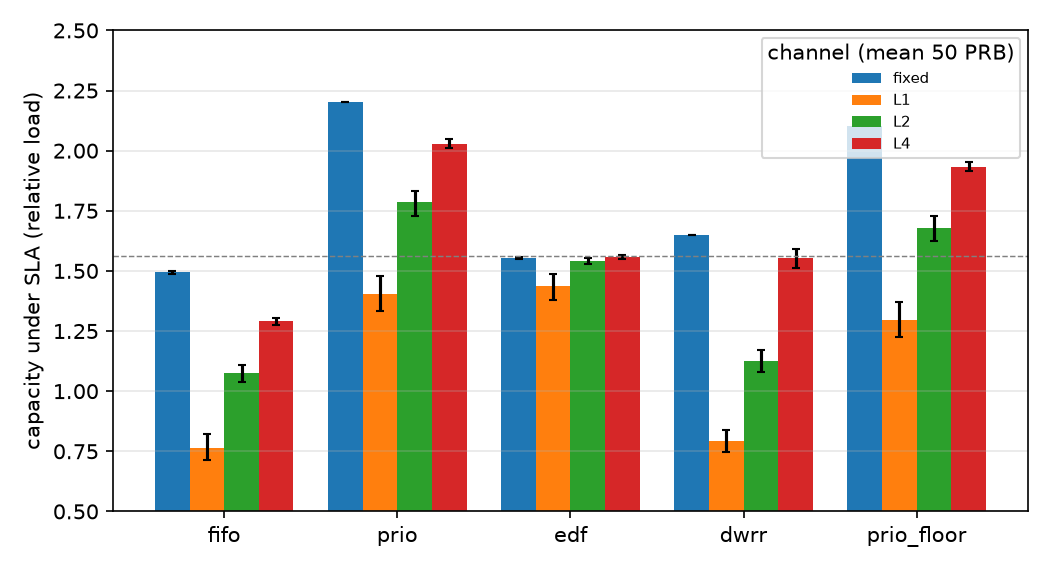 channel (mean 50 PRB)
fixed
L1
L2
L4
capacity under SLA (relative load)
2.50
2.25
2.00
1.75
1.50
1.25
1.00
0.75
0.50
fifo
prio
edf
dwrr
prio_floor